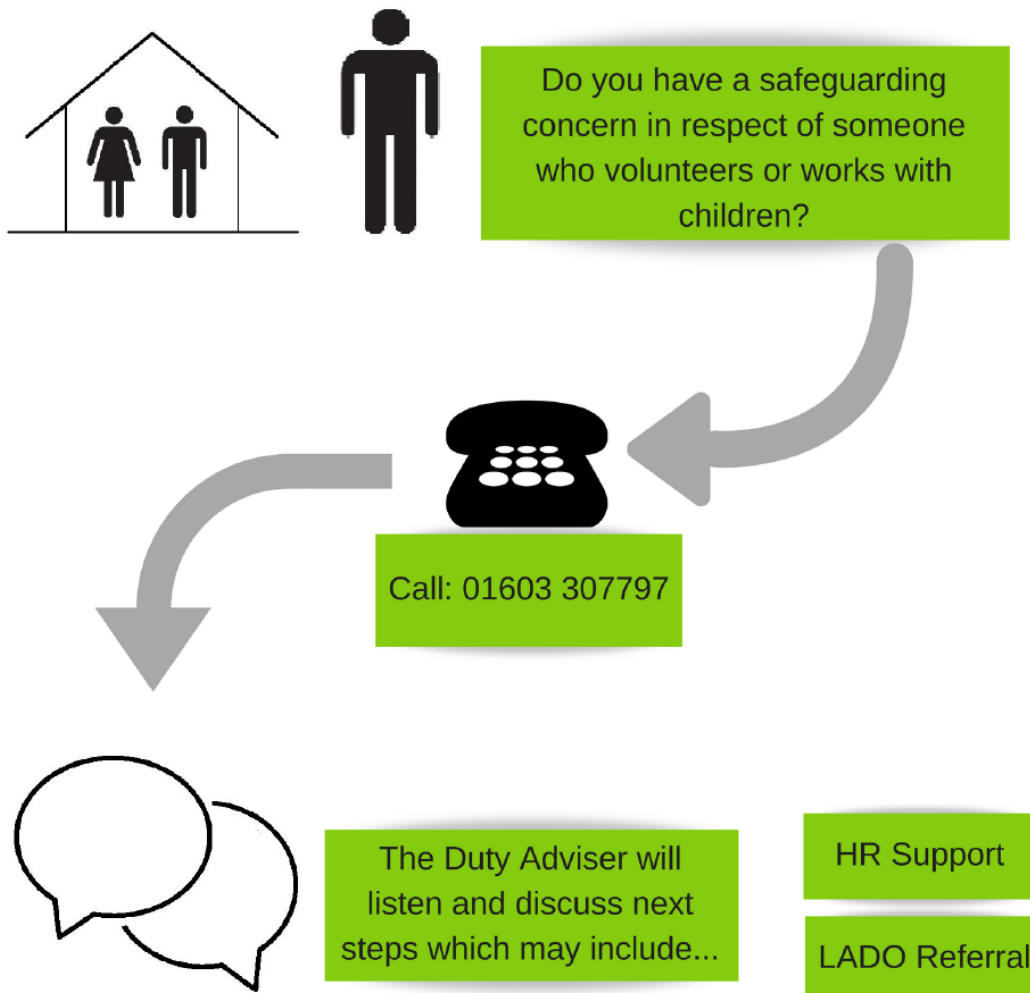 Do you have a safeguarding
concern in respect of someone
who volunteers or works with
children?
Call: 01603 307797
The Duty Adviser will
listen and discuss next
steps which may include...
HR Support
LADO Referral